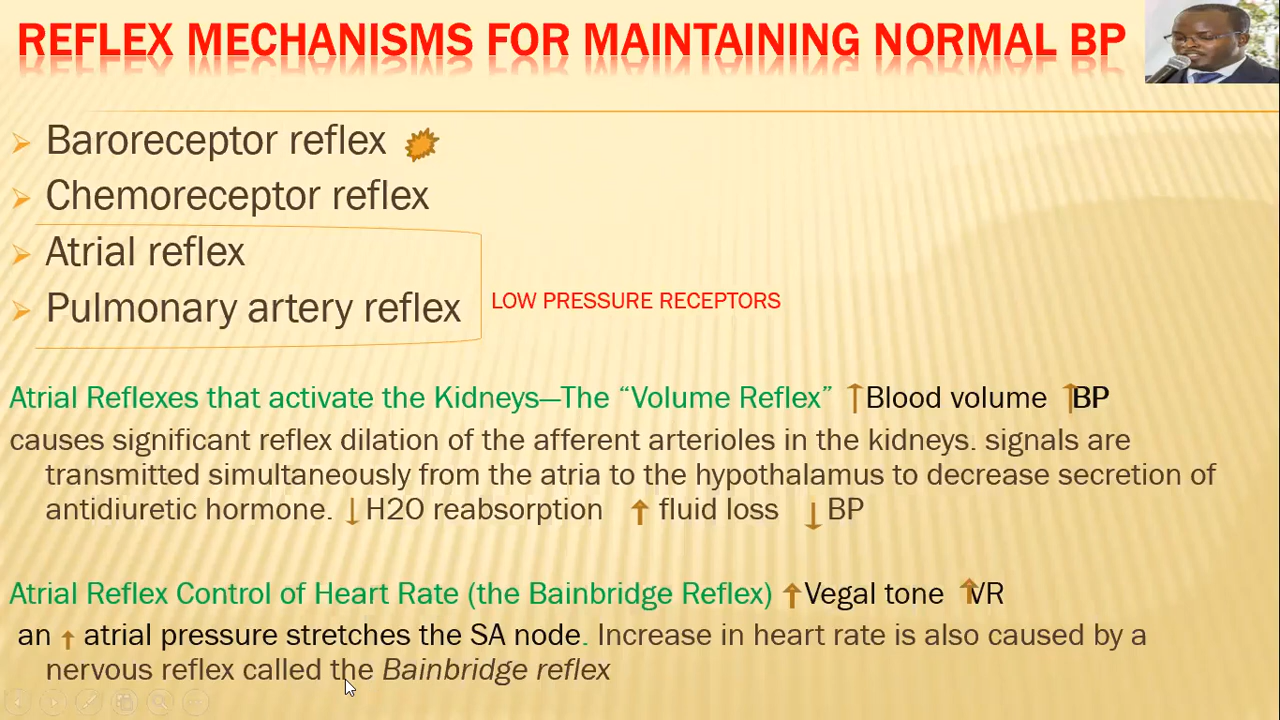 REFLEX MECHANISMS FOR MAINTAINING NORMAL BP
Baroreceptor reflex
Chemoreceptor reflex
Atrial reflex
Pulmonary artery reflex
LOW PRESSURE RECEPTORS
Atrial Reflexes that activate the Kidneys—The “Volume Reflex” ↑Blood volume ↑BP
causes significant reflex dilation of the afferent arterioles in the kidneys. signals are
transmitted simultaneously from the atria to the hypothalamus to decrease secretion of
antidiuretic hormone. ↓H2O reabsorption ↑ fluid loss ↓BP
Atrial Reflex Control of Heart Rate (the Bainbridge Reflex) ↑Vegal tone ↑VR
an ↑ atrial pressure stretches the SA node. Increase in heart rate is also caused by a
nervous reflex called the Bainbridge reflex